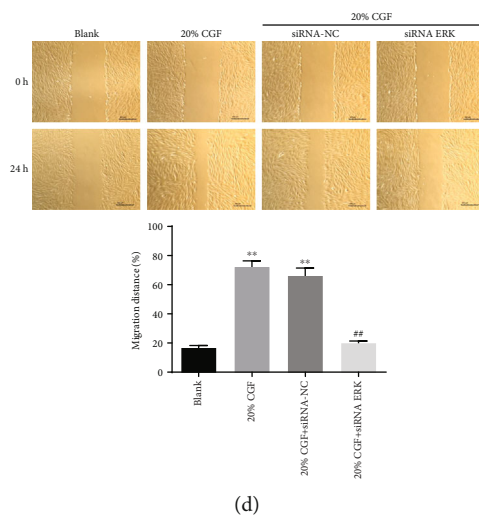 20% CGF
Blank
20% CGF
siRNA-NC
siRNA ERK
0 h
24 h
Migration distance (%)
100
80
60
40
20
0
**
**
##
Blank
20% CGF
20% CGF+siRNA-NC
20% CGF+siRNA ERK
(d)